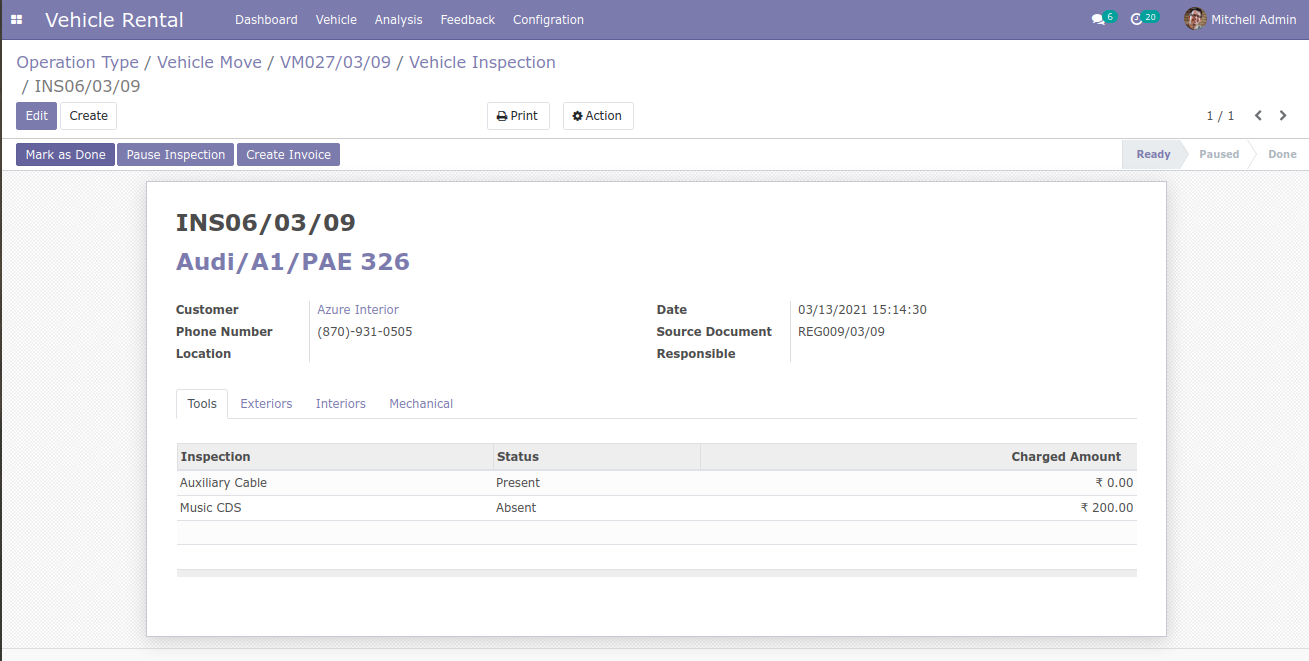 Vehicle Rental Dashboard Vehicle Analysis Feedback Configration 6 20 Mitchell Admin
Operation Type / Vehicle Move / VM027/03/09 / Vehicle Inspection
/ INS06/03/09
Edit Create Print Action 1 / 1
Mark as Done Pause Inspection Create Invoice Ready Paused Done
INS06/03/09
Audi/A1/PAE 326
Customer Azure Interior Date 03/13/2021 15:14:30
Phone Number (870)-931-0505 Source Document REG009/03/09
Location Responsible
Tools Exteriors Interiors Mechanical
Inspection Status Charged Amount
Auxiliary Cable Present ₹ 0.00
Music CDS Absent ₹ 200.00